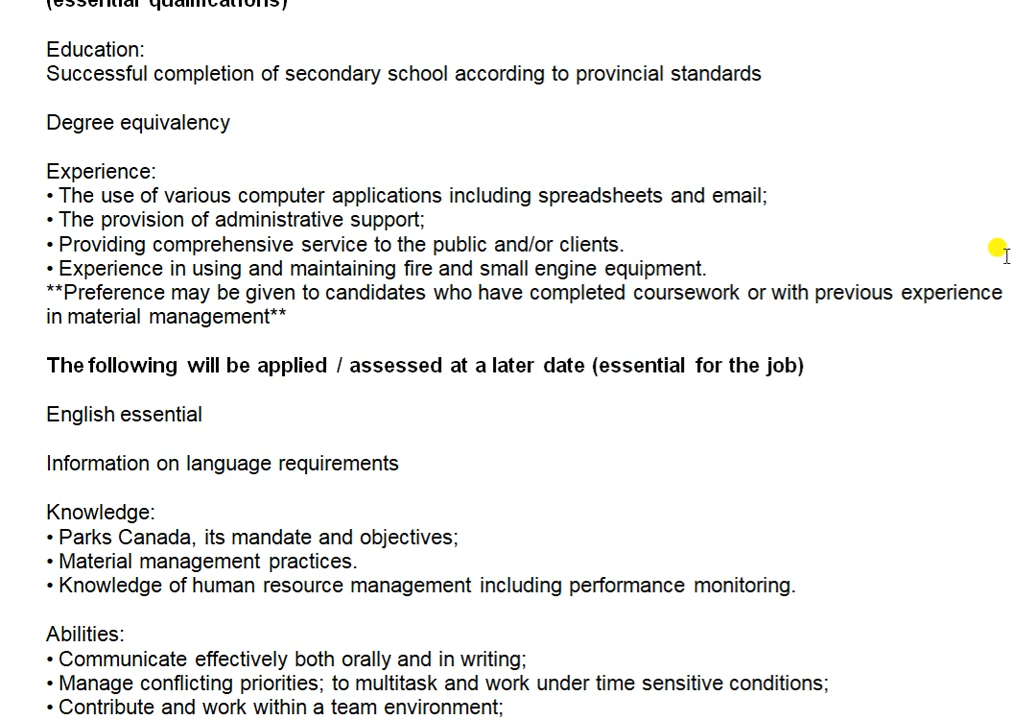 (essential qualifications)
Education:
Successful completion of secondary school according to provincial standards
Degree equivalency
Experience:
• The use of various computer applications including spreadsheets and email;
• The provision of administrative support;
• Providing comprehensive service to the public and/or clients.
• Experience in using and maintaining fire and small engine equipment.
**Preference may be given to candidates who have completed coursework or with previous experience
in material management**
The following will be applied / assessed at a later date (essential for the job)
English essential
Information on language requirements
Knowledge:
• Parks Canada, its mandate and objectives;
• Material management practices.
• Knowledge of human resource management including performance monitoring.
Abilities:
• Communicate effectively both orally and in writing;
• Manage conflicting priorities; to multitask and work under time sensitive conditions;
• Contribute and work within a team environment;